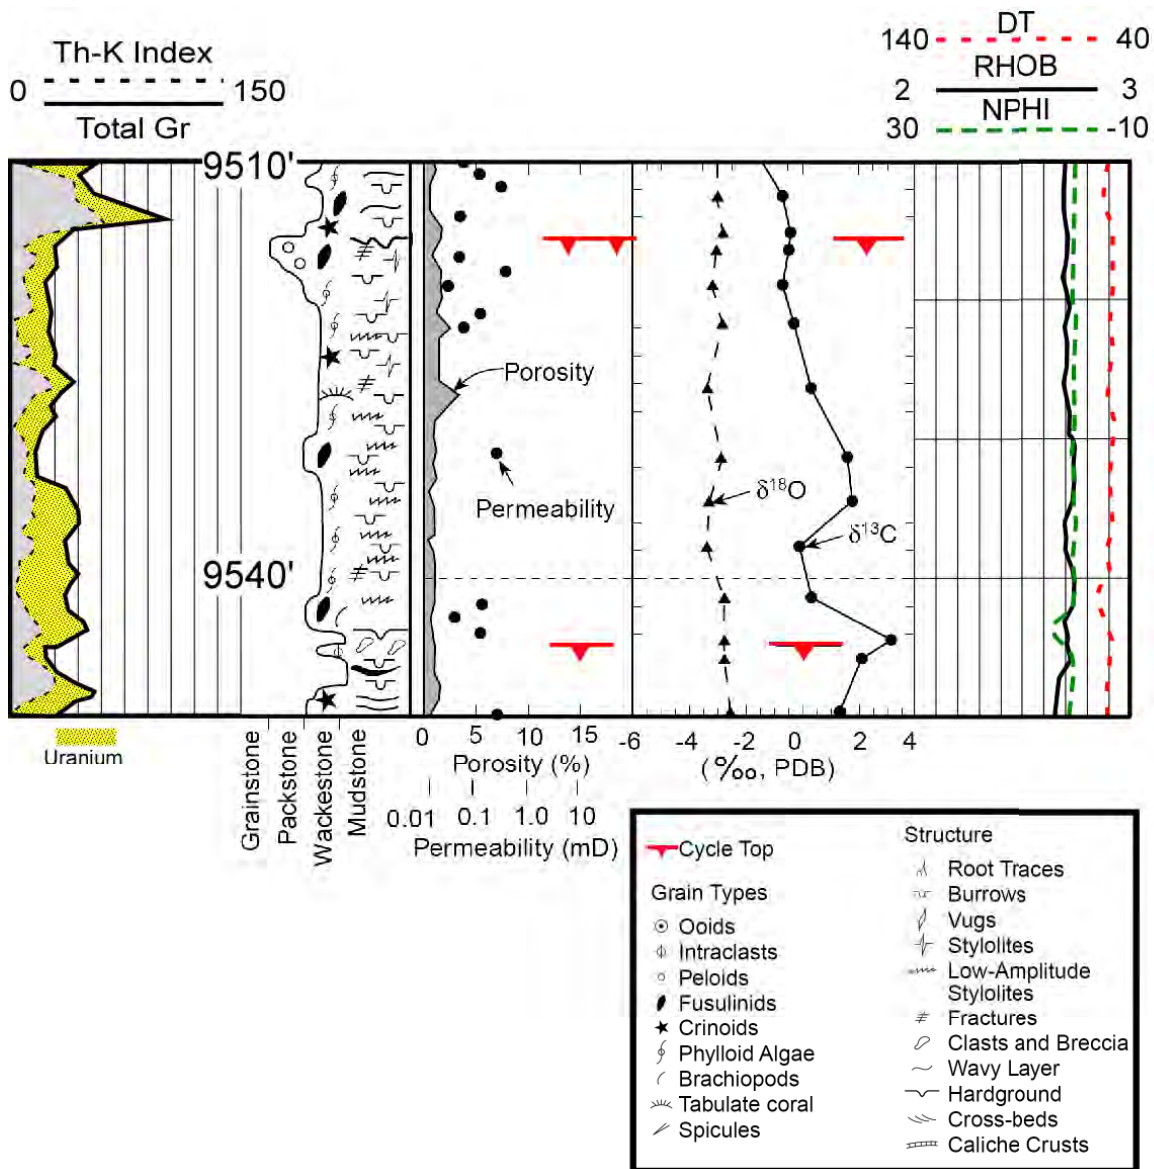 Th-K Index
0 150
Total Gr
DT
140 40
RHOB
2 3
NPHI
30 -10
9510'
Porosity
Permeability
δ18O
δ13C
9540'
Uranium
Grainstone
Packstone
Wackestone
Mudstone
0 5 10 15
Porosity (%)
0.01 0.1 1.0 10
Permeability (mD)
-6 -4 -2 0 2 4
(‰, PDB)
Cycle Top
Grain Types
Ooids
Intraclasts
Peloids
Fusulinids
Crinoids
Phylloid Algae
Brachiopods
Tabulate coral
Spicules
Structure
Root Traces
Burrows
Vugs
Stylolites
Low-Amplitude
Stylolites
Fractures
Clasts and Breccia
Wavy Layer
Hardground
Cross-beds
Caliche Crusts